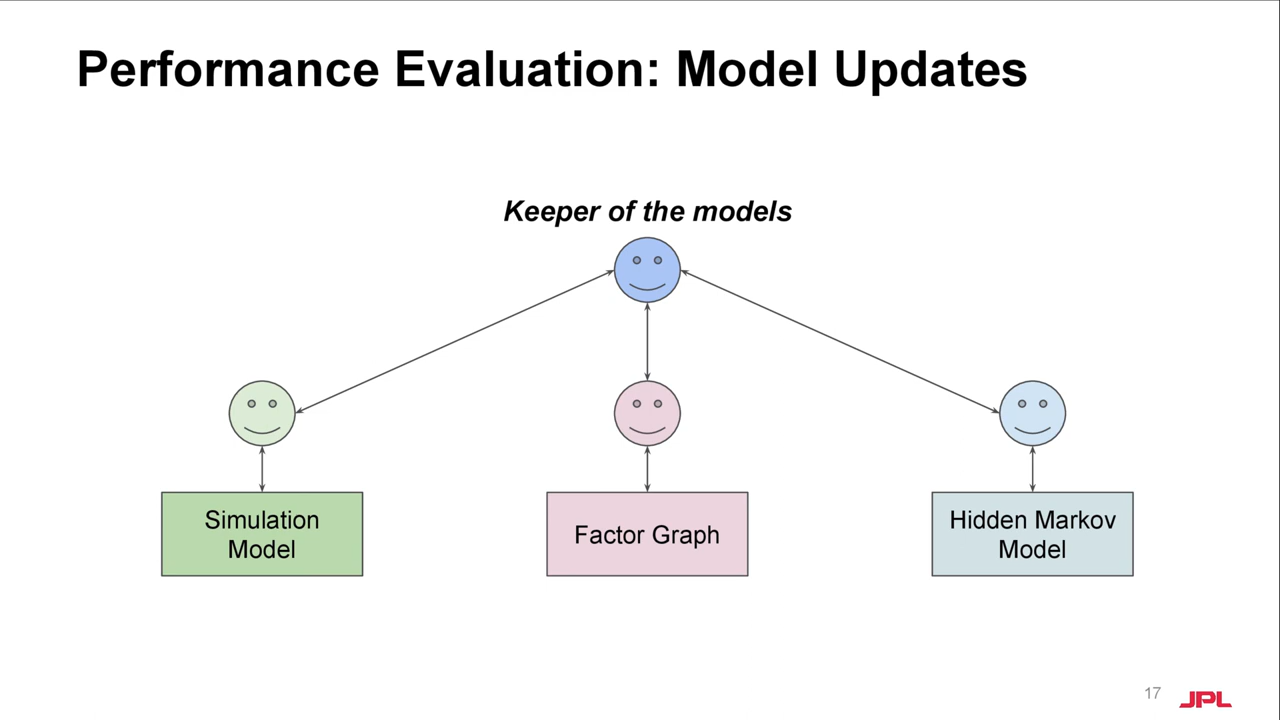 Performance Evaluation: Model Updates
Keeper of the models
Simulation
Model
Factor Graph
Hidden Markov
Model
17
JPL